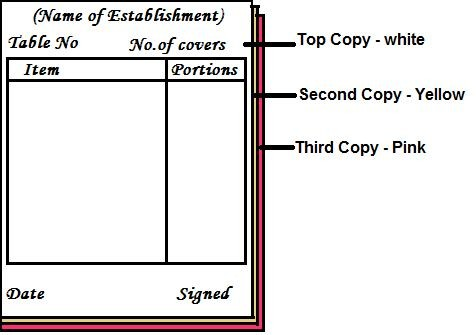 (Name of Establishment)
Table No No.of covers
Top Copy - white
Item Portions
Second Copy - Yellow
Third Copy - Pink
Date Signed